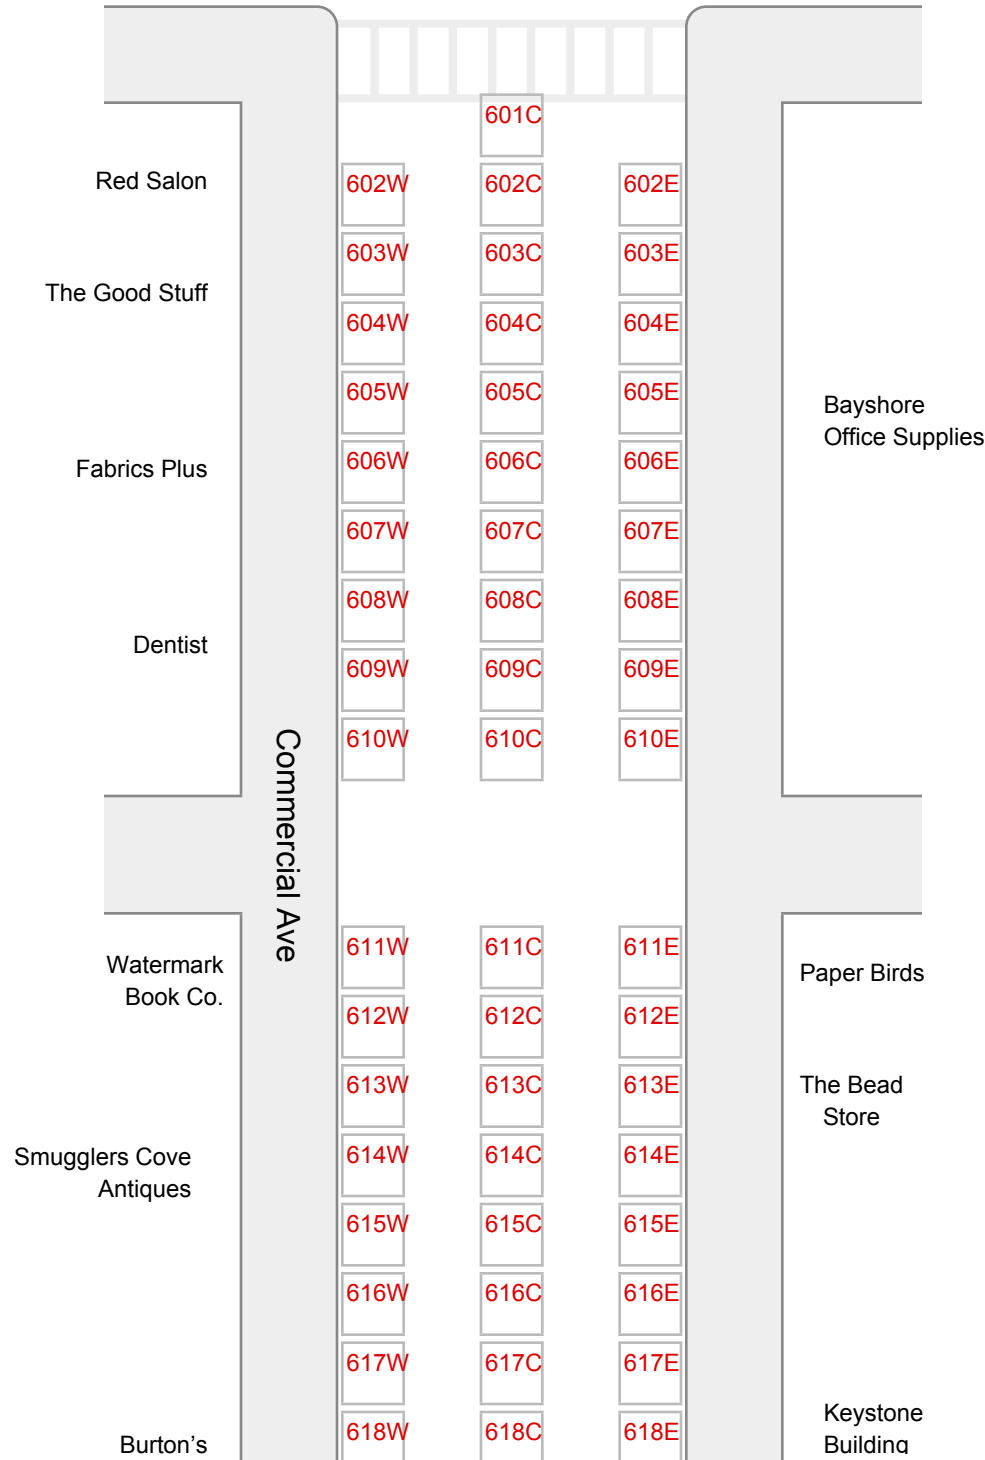 601C
Red Salon
602W 602C 602E
603W 603C 603E
The Good Stuff
604W 604C 604E
605W 605C 605E
Bayshore
Office Supplies
606W 606C 606E
Fabrics Plus
607W 607C 607E
608W 608C 608E
Dentist
609W 609C 609E
610W 610C 610E
Commercial Ave
611W 611C 611E
Watermark
Book Co.
Paper Birds
612W 612C 612E
613W 613C 613E
The Bead
Store
614W 614C 614E
Smugglers Cove
Antiques
615W 615C 615E
616W 616C 616E
617W 617C 617E
618W 618C 618E
Keystone
Building
Burton's